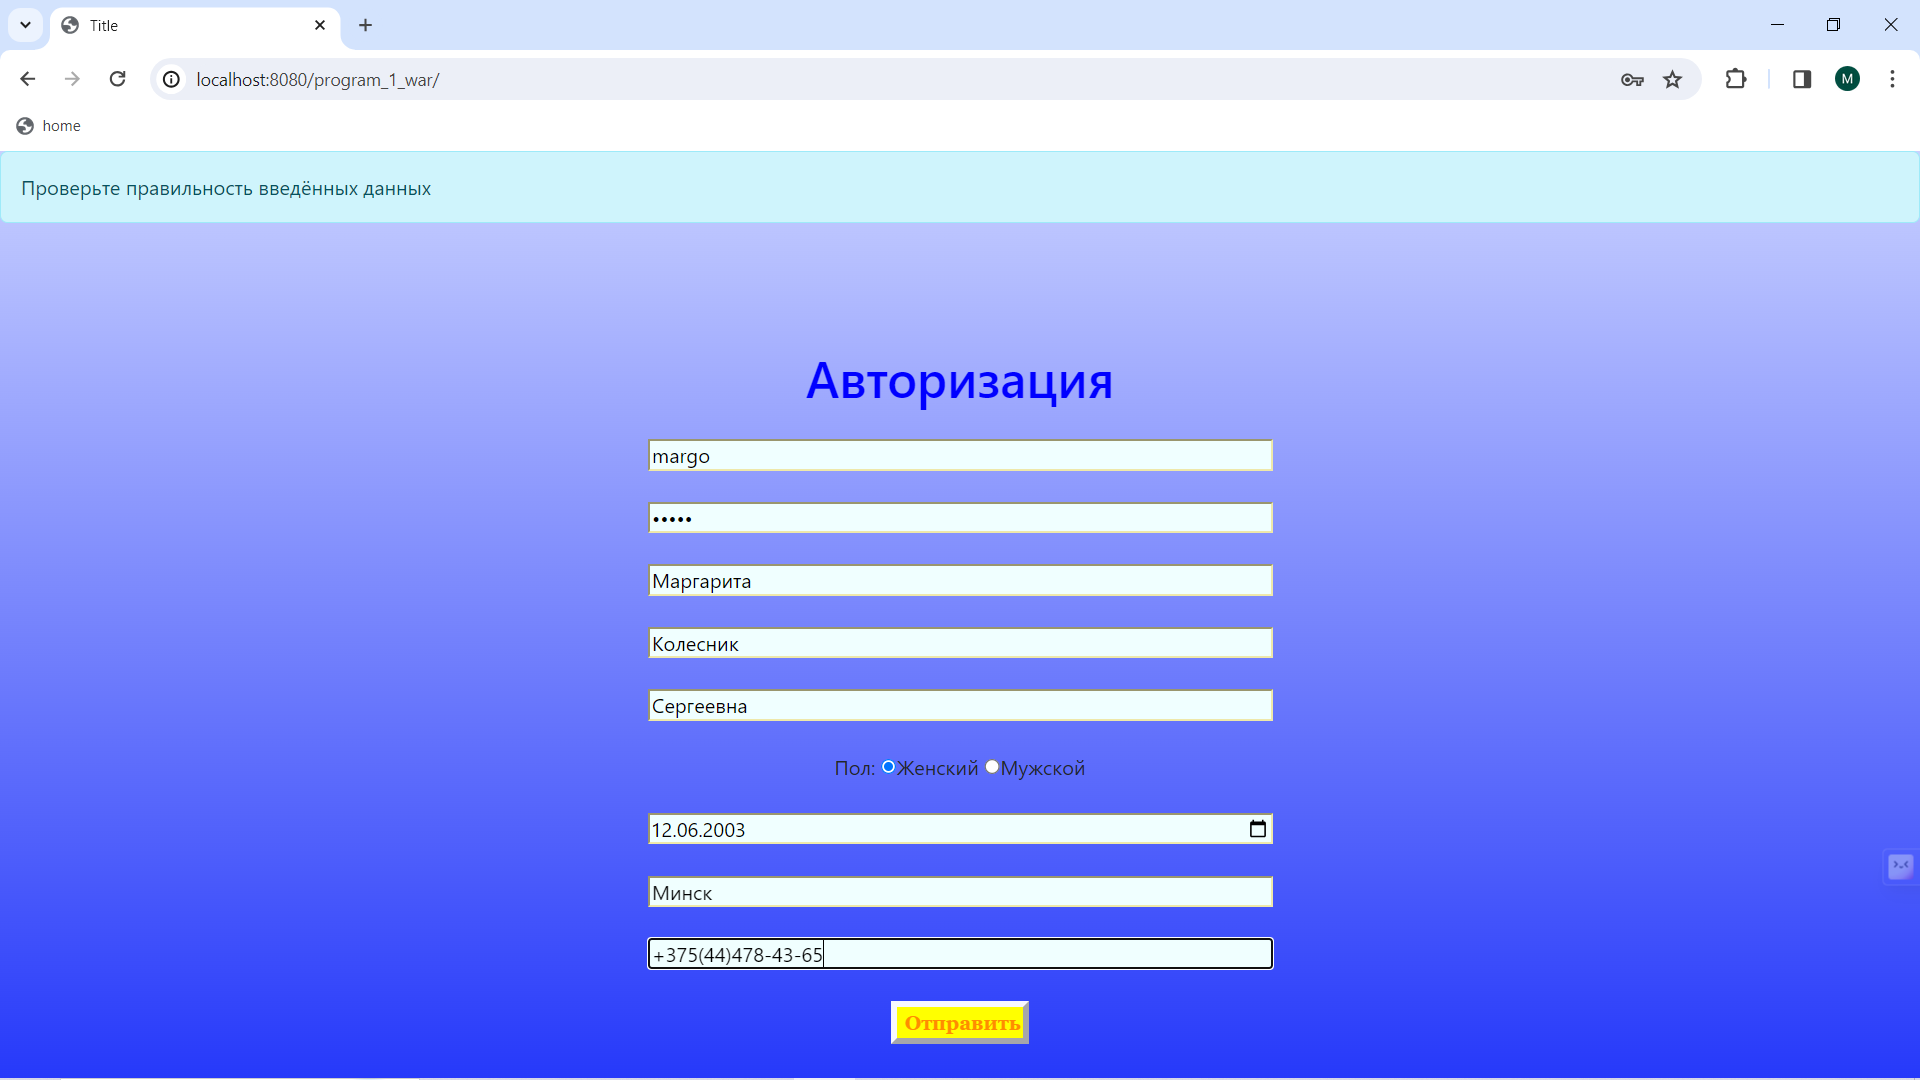 Title
localhost:8080/program_1_war/
M
home
Проверьте правильность введённых данных
Авторизация
margo
•••••
Маргарита
Колесник
Сергеевна
Пол: Женский Мужской
12.06.2003
Минск
+375(44)478-43-65
Отправить